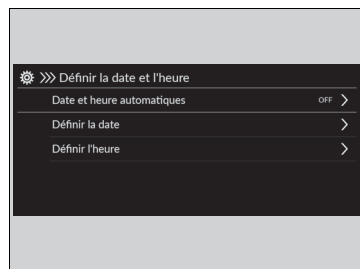 Définir la date et l'heure
Date et heure automatiques OFF
Définir la date
Définir l'heure